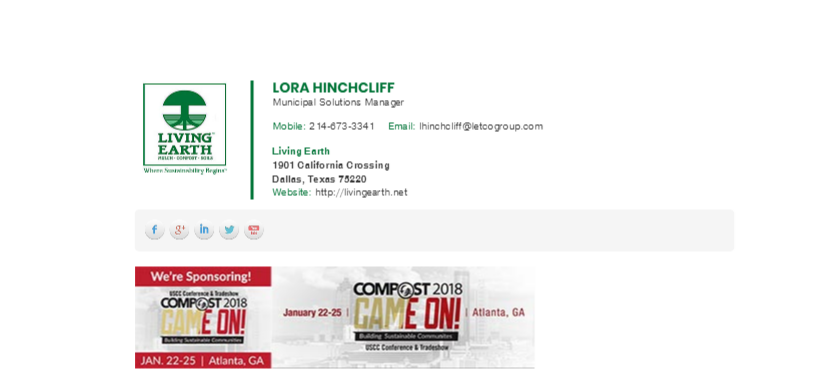 LIVING
EARTH
MULCH · COMPOST · SOILS
Where Sustainability Begins
LORA HINCHCLIFF
Municipal Solutions Manager
Mobile: 214-673-3341 Email: lhinchcliff@letcogroup.com
Living Earth
1901 California Crossing
Dallas, Texas 75220
Website: http://livingearth.net
f g+ in
We're Sponsoring!
USCC Conference & Tradeshow
COMPOST 2018
GAME ON!
Building Sustainable Communities
JAN. 22-25 | Atlanta, GA
January 22-25 |
COMPOST 2018
GAME ON!
Building Sustainable Communities
USCC Conference & Tradeshow
| Atlanta, GA